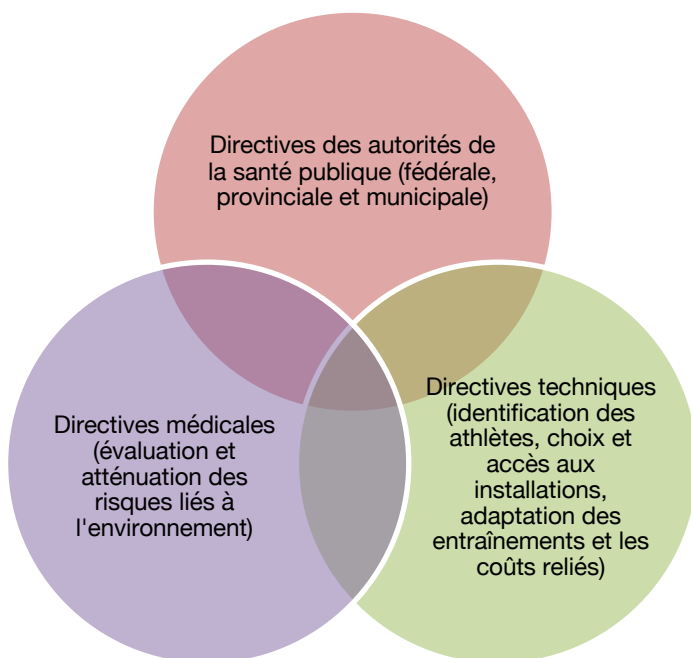 Directives des autorités de
la santé publique (fédérale,
provinciale et municipale)
Directives médicales
(évaluation et
atténuation des
risques liés à
l'environnement)
Directives techniques
(identification des
athlètes, choix et
accès aux
installations,
adaptation des
entraînements et les
coûts reliés)